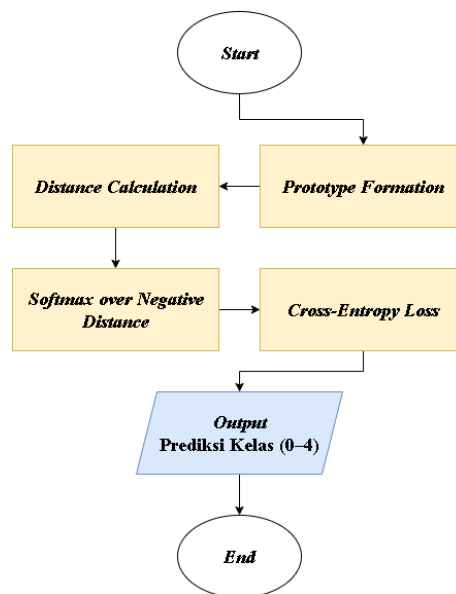 Start
Prototype Formation
Distance Calculation
Softmax over Negative
Distance
Cross-Entropy Loss
Output
Prediksi Kelas (0–4)
End